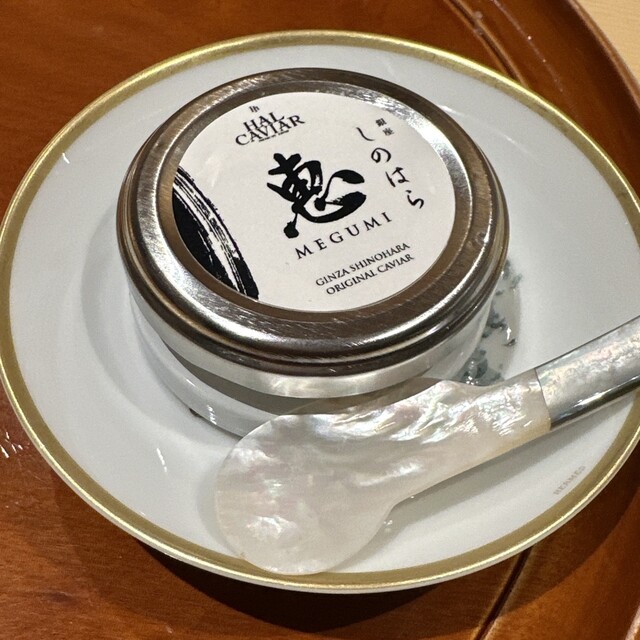 HAL
CAVIAR
恵
MEGUMI
銀座
しのはら
GINZA SHINOHARA
ORIGINAL CAVIAR